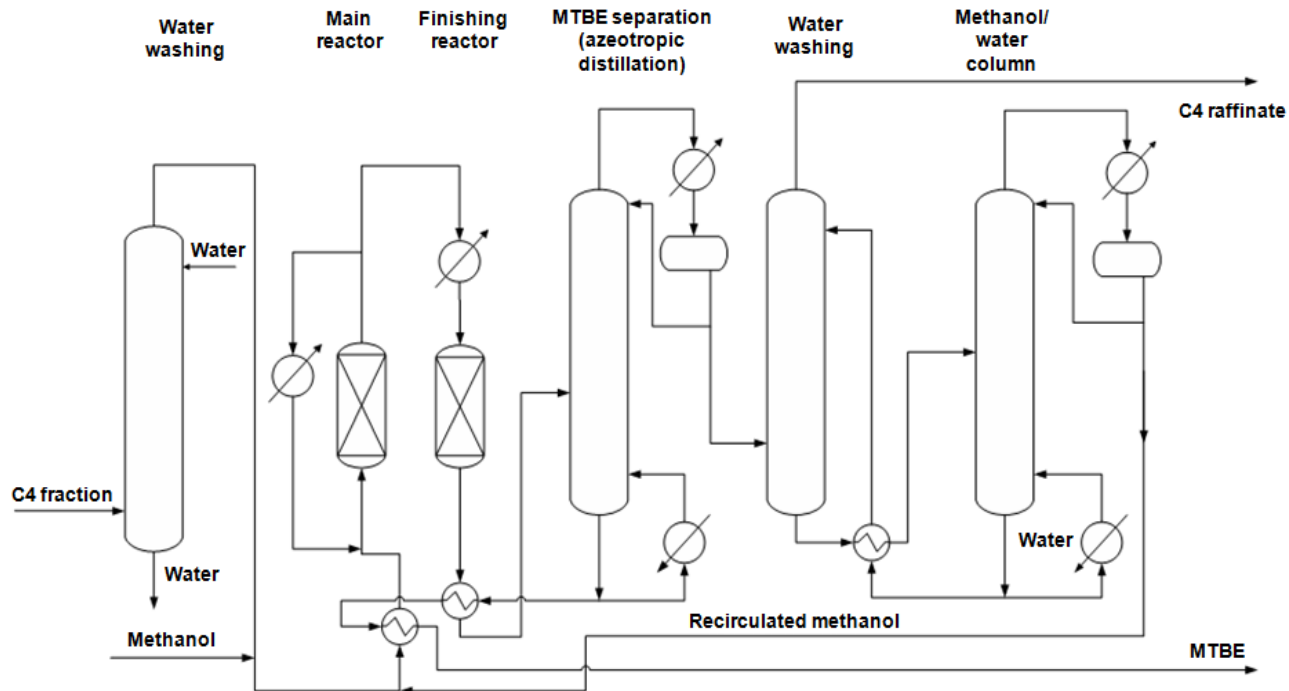 Water
washing
Main
reactor
Finishing
reactor
MTBE separation
(azeotropic
distillation)
Water
washing
Methanol/
water
column
C4 raffinate
Water
C4 fraction
Water
Water
Recirculated methanol
Methanol
MTBE